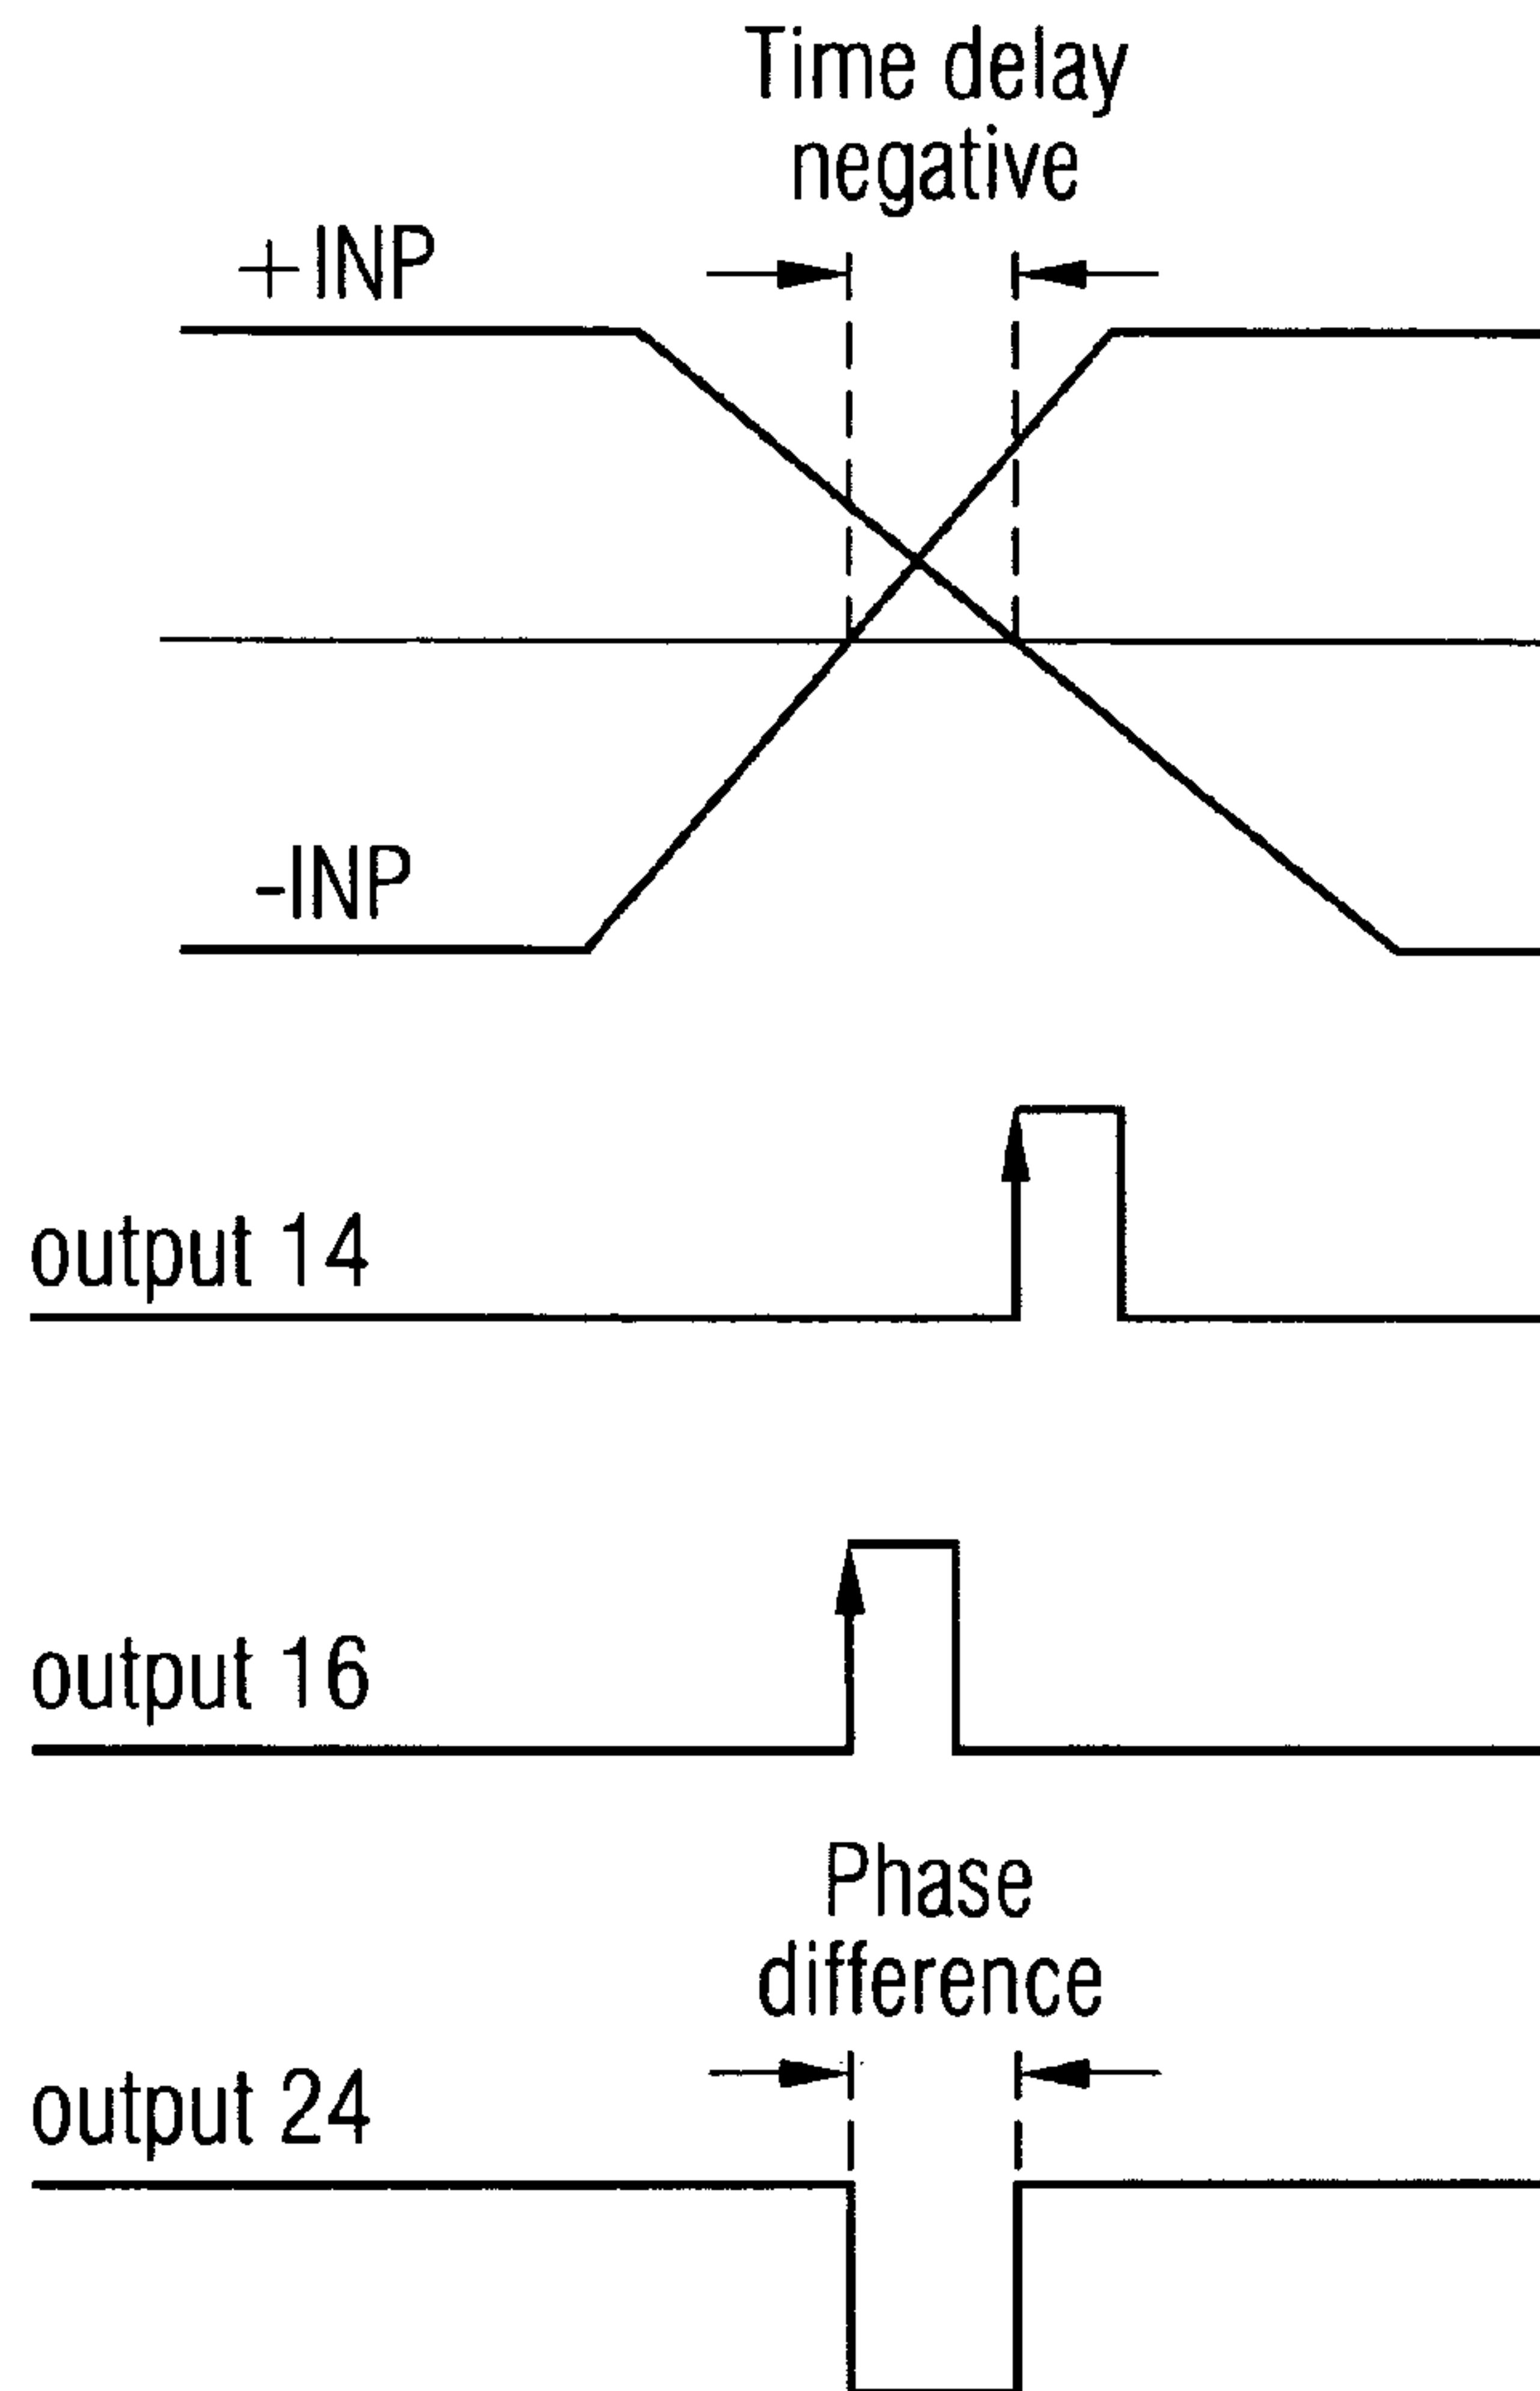 Time delay
negative
+INP
-INP
output 14
output 16
Phase
difference
output 24